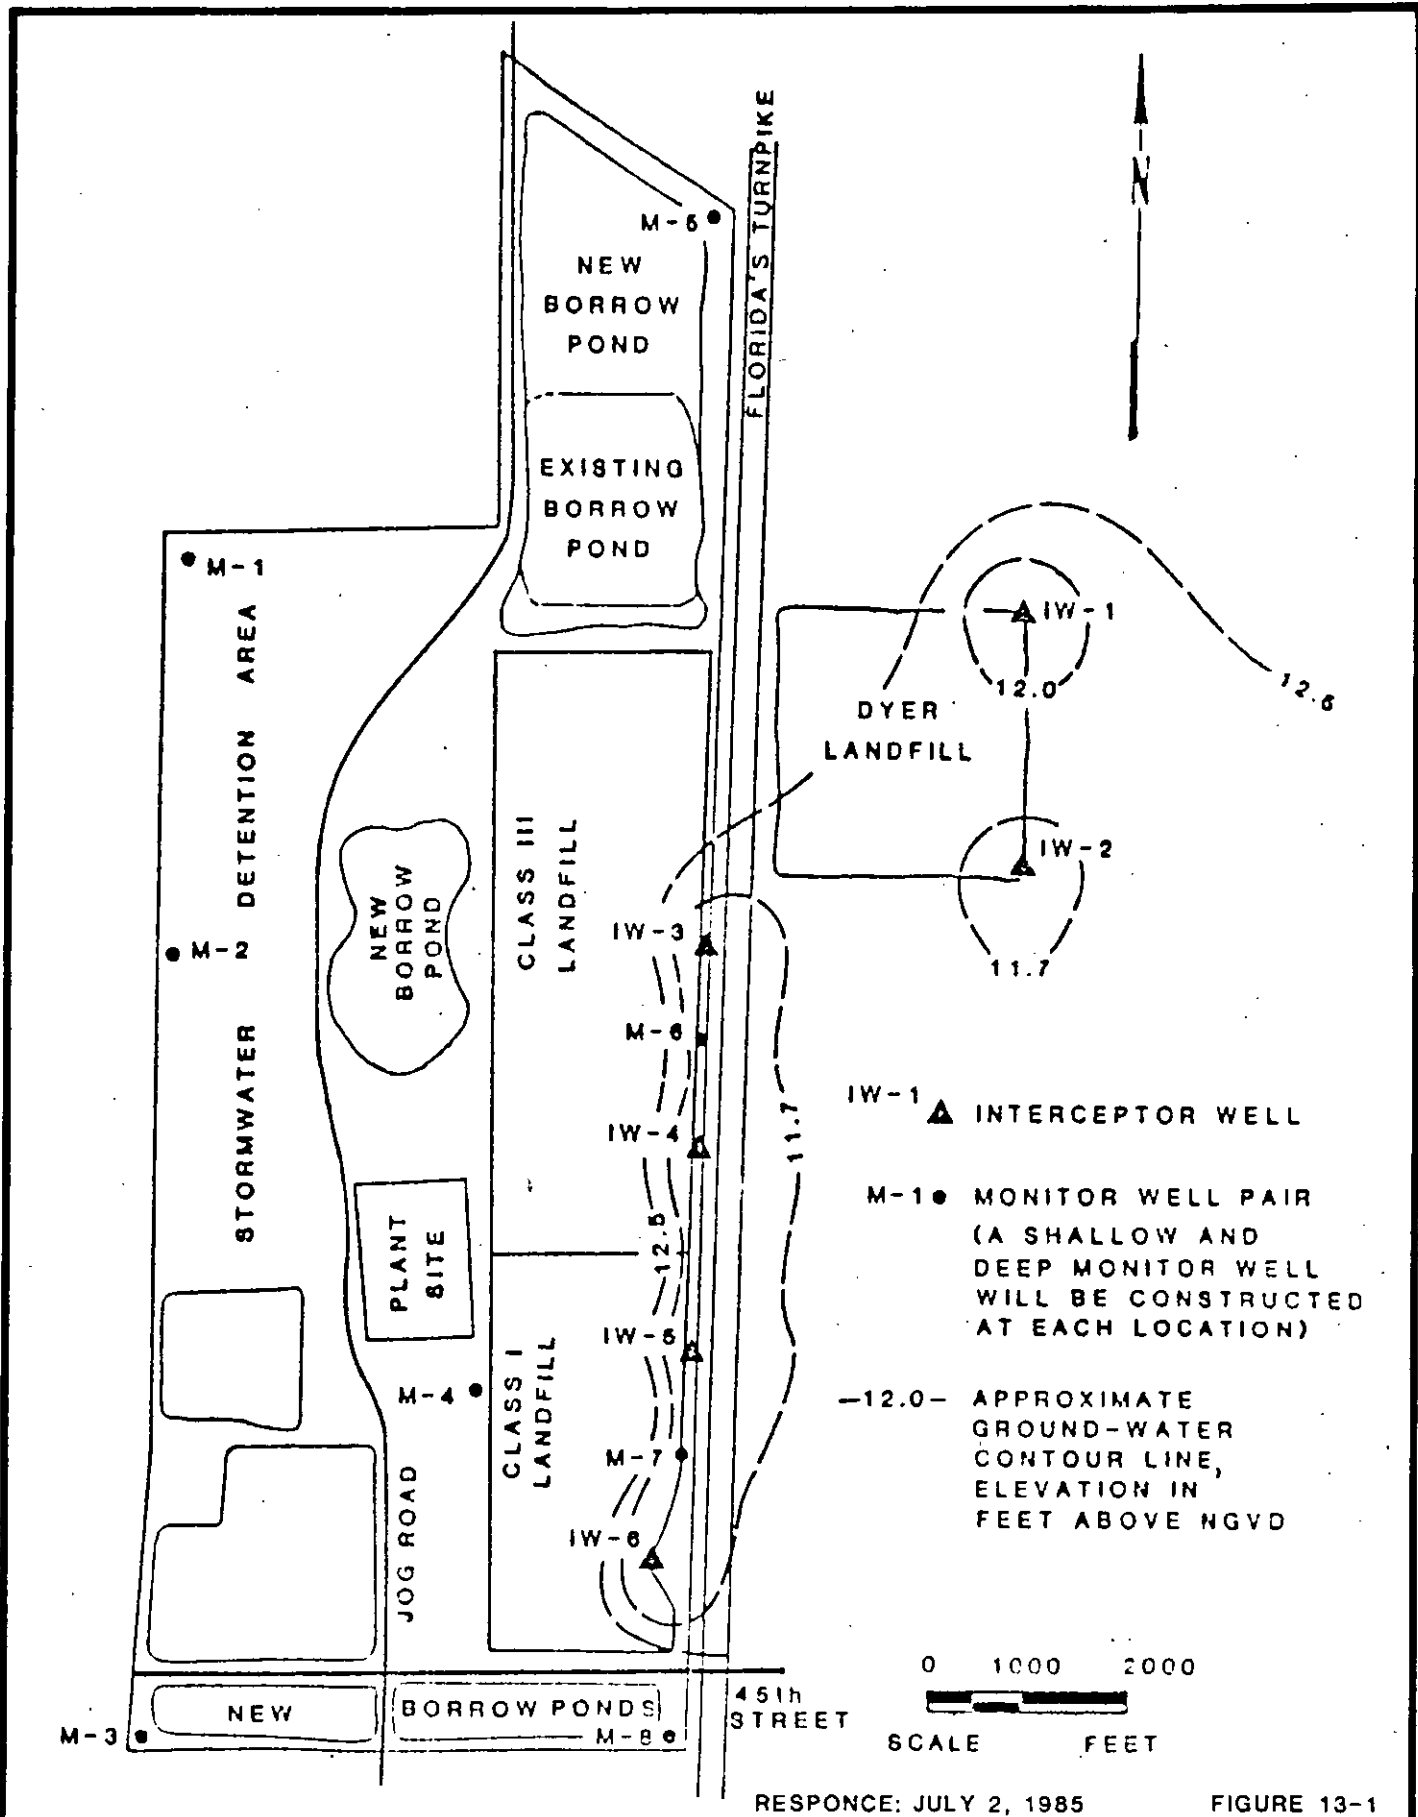 FLORIDA'S TURNPIKE
N
M-5
NEW
BORROW
POND
EXISTING
BORROW
POND
M-1
STORMWATER DETENTION AREA
IW-1
12.0
12.5
DYER
LANDFILL
IW-2
11.7
CLASS III
LANDFILL
NEW
BORROW
POND
M-2
IW-3
M-6
IW-4
11.7
12.5
PLANT
SITE
IW-5
M-4
CLASS I
LANDFILL
M-7
IW-6
JOG ROAD
IW-1 INTERCEPTOR WELL
M-1 MONITOR WELL PAIR
(A SHALLOW AND
DEEP MONITOR WELL
WILL BE CONSTRUCTED
AT EACH LOCATION)
-12.0- APPROXIMATE
GROUND-WATER
CONTOUR LINE,
ELEVATION IN
FEET ABOVE NGVD
0 1000 2000
SCALE FEET
45th
STREET
NEW BORROW PONDS
M-3
M-8
RESPONCE: JULY 2, 1985
FIGURE 13-1